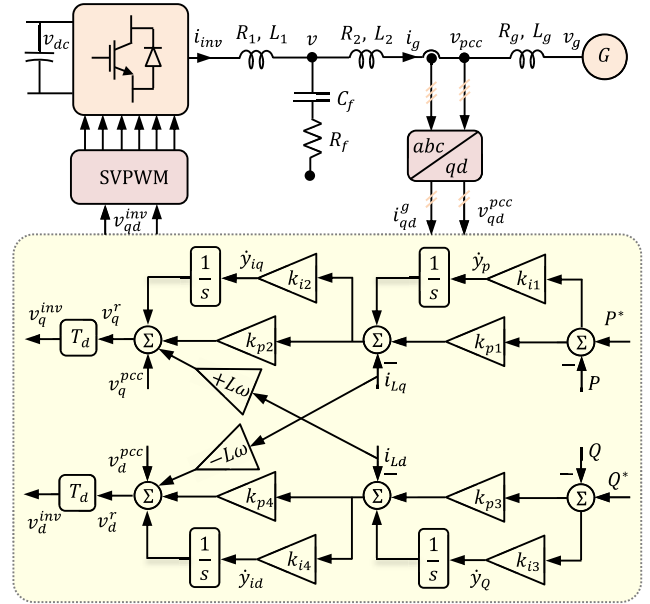 v_dc
i_inv
R_1, L_1
v
R_2, L_2
i_g
v_pcc
R_g, L_g
v_g
G
C_f
R_f
abc
qd
SVPWM
v_qd^inv
i_qd^g
v_qd^pcc
1/s
ẏ_iq
k_i2
1/s
ẏ_p
k_i1
v_q^inv
T_d
v_q^r
Σ
k_p2
Σ
k_p1
Σ
P*
−
−
v_q^pcc
+Lω
i_Lq
P
v_d^pcc
−Lω
i_Ld
Q
−
−
Q*
v_d^inv
T_d
v_d^r
Σ
k_p4
Σ
k_p3
Σ
1/s
ẏ_id
k_i4
1/s
ẏ_Q
k_i3